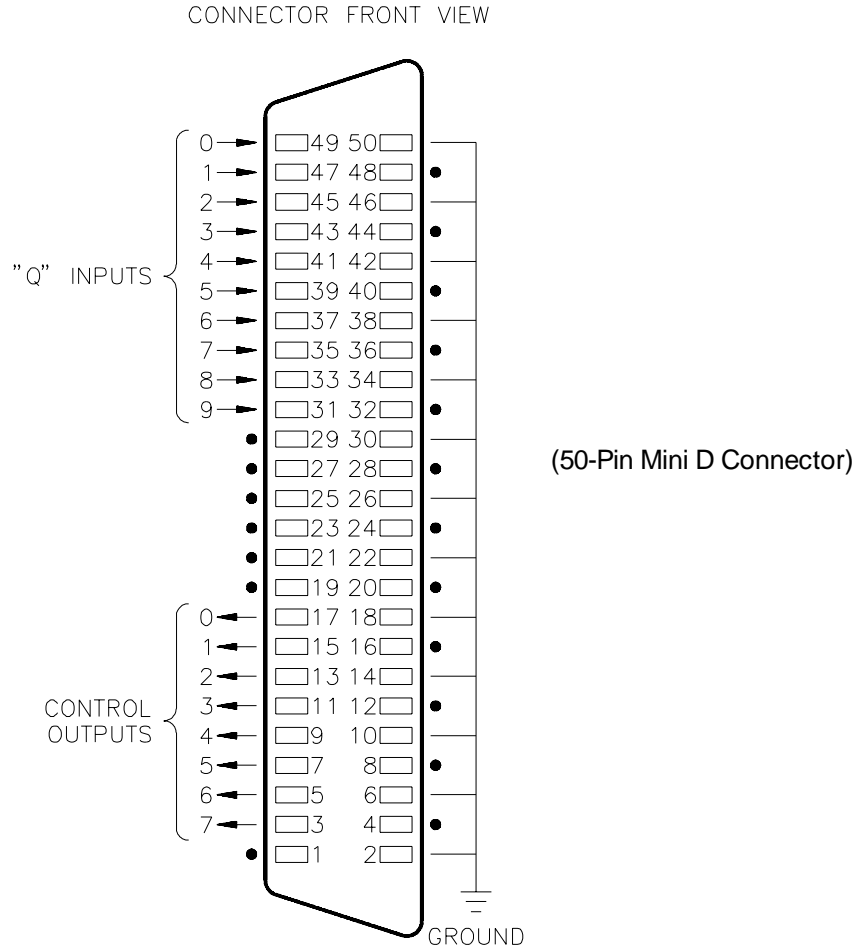 CONNECTOR FRONT VIEW
0 49 50
1 47 48
2 45 46
3 43 44
"Q" INPUTS
4 41 42
5 39 40
6 37 38
7 35 36
8 33 34
9 31 32
29 30
(50-Pin Mini D Connector)
27 28
25 26
23 24
21 22
19 20
0 17 18
1 15 16
2 13 14
CONTROL
OUTPUTS
3 11 12
4 9 10
5 7 8
6 5 6
7 3 4
1 2
GROUND